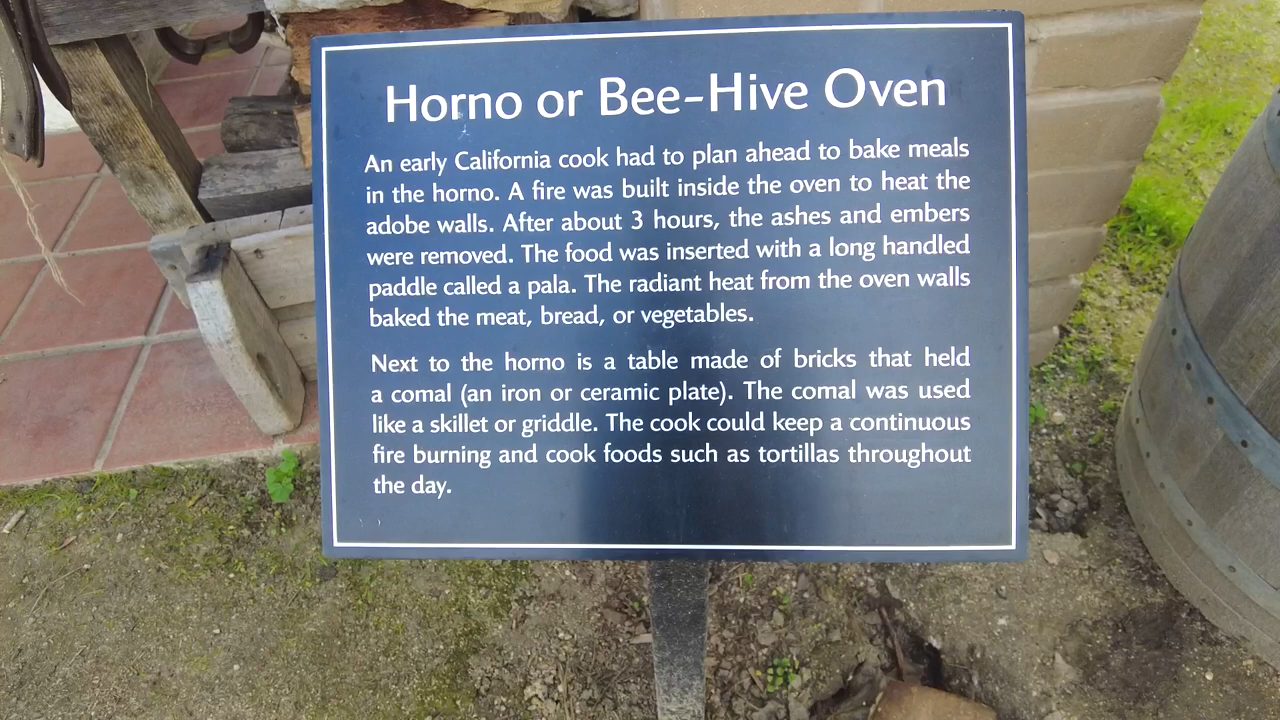 Horno or Bee-Hive Oven
An early California cook had to plan ahead to bake meals
in the horno. A fire was built inside the oven to heat the
adobe walls. After about 3 hours, the ashes and embers
were removed. The food was inserted with a long handled
paddle called a pala. The radiant heat from the oven walls
baked the meat, bread, or vegetables.
Next to the horno is a table made of bricks that held
a comal (an iron or ceramic plate). The comal was used
like a skillet or griddle. The cook could keep a continuous
fire burning and cook foods such as tortillas throughout
the day.